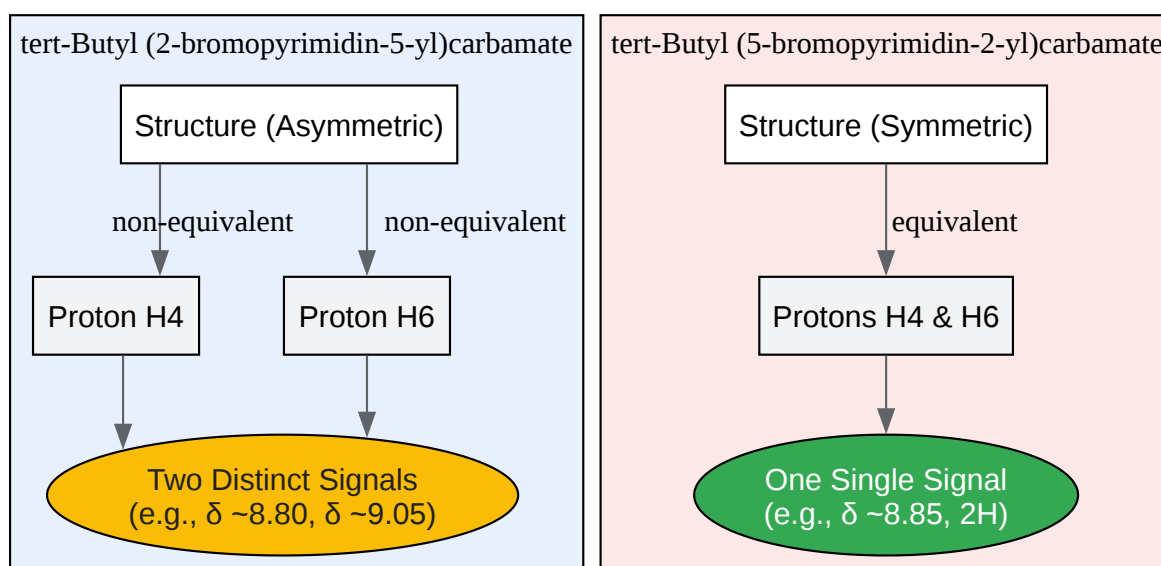 tert-Butyl (2-bromopyrimidin-5-yl)carbamate
Structure (Asymmetric)
non-equivalent
non-equivalent
Proton H4
Proton H6
Two Distinct Signals
(e.g., δ ~8.80, δ ~9.05)
tert-Butyl (5-bromopyrimidin-2-yl)carbamate
Structure (Symmetric)
equivalent
Protons H4 & H6
One Single Signal
(e.g., δ ~8.85, 2H)